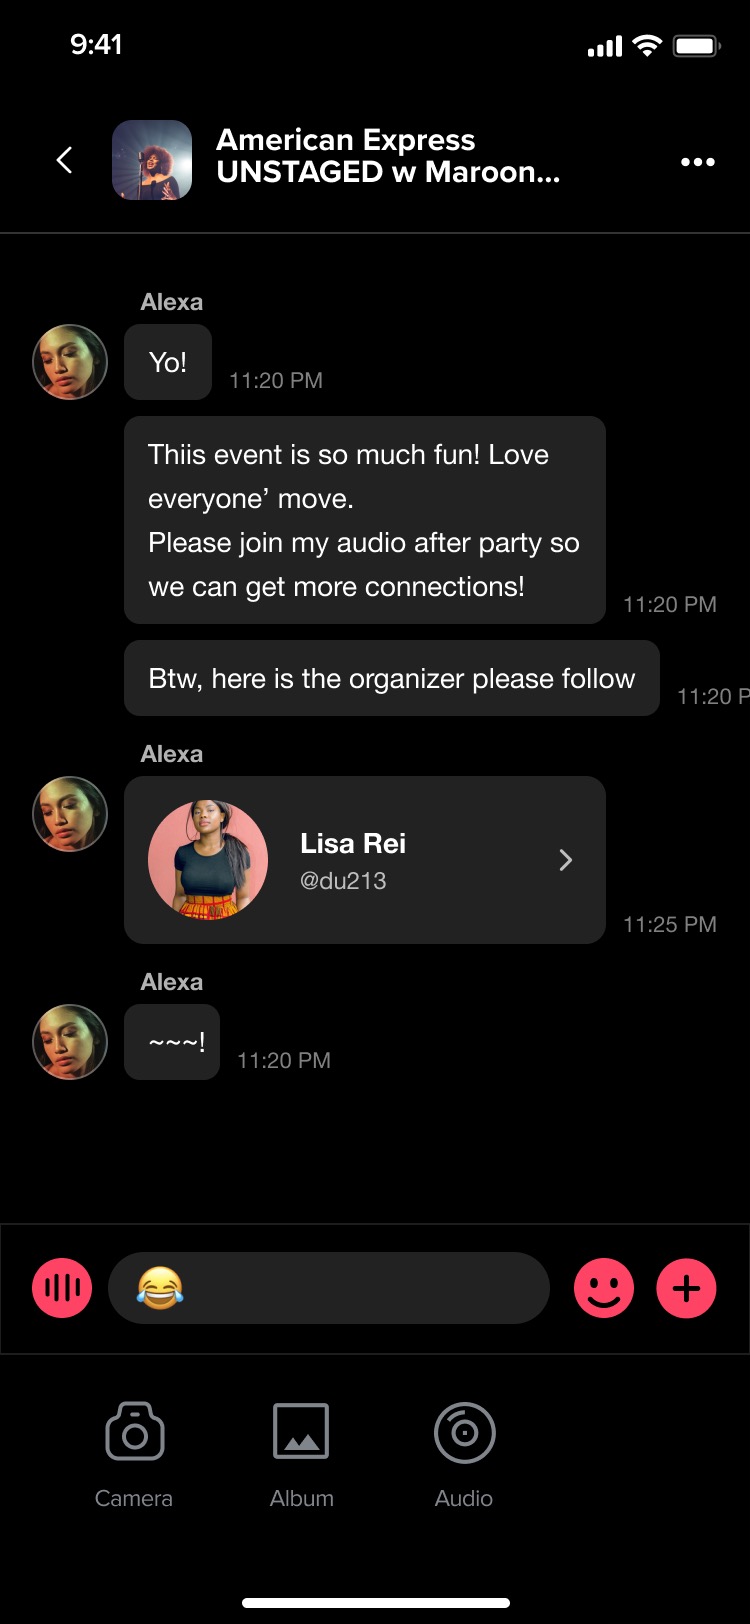 9:41
American Express
UNSTAGED w Maroon...
Alexa
Yo!
11:20 PM
Thiis event is so much fun! Love
everyone’ move.
Please join my audio after party so
we can get more connections!
11:20 PM
Btw, here is the organizer please follow
11:20 P
Alexa
Lisa Rei
@du213
11:25 PM
Alexa
~~~!
11:20 PM
😂
Camera
Album
Audio